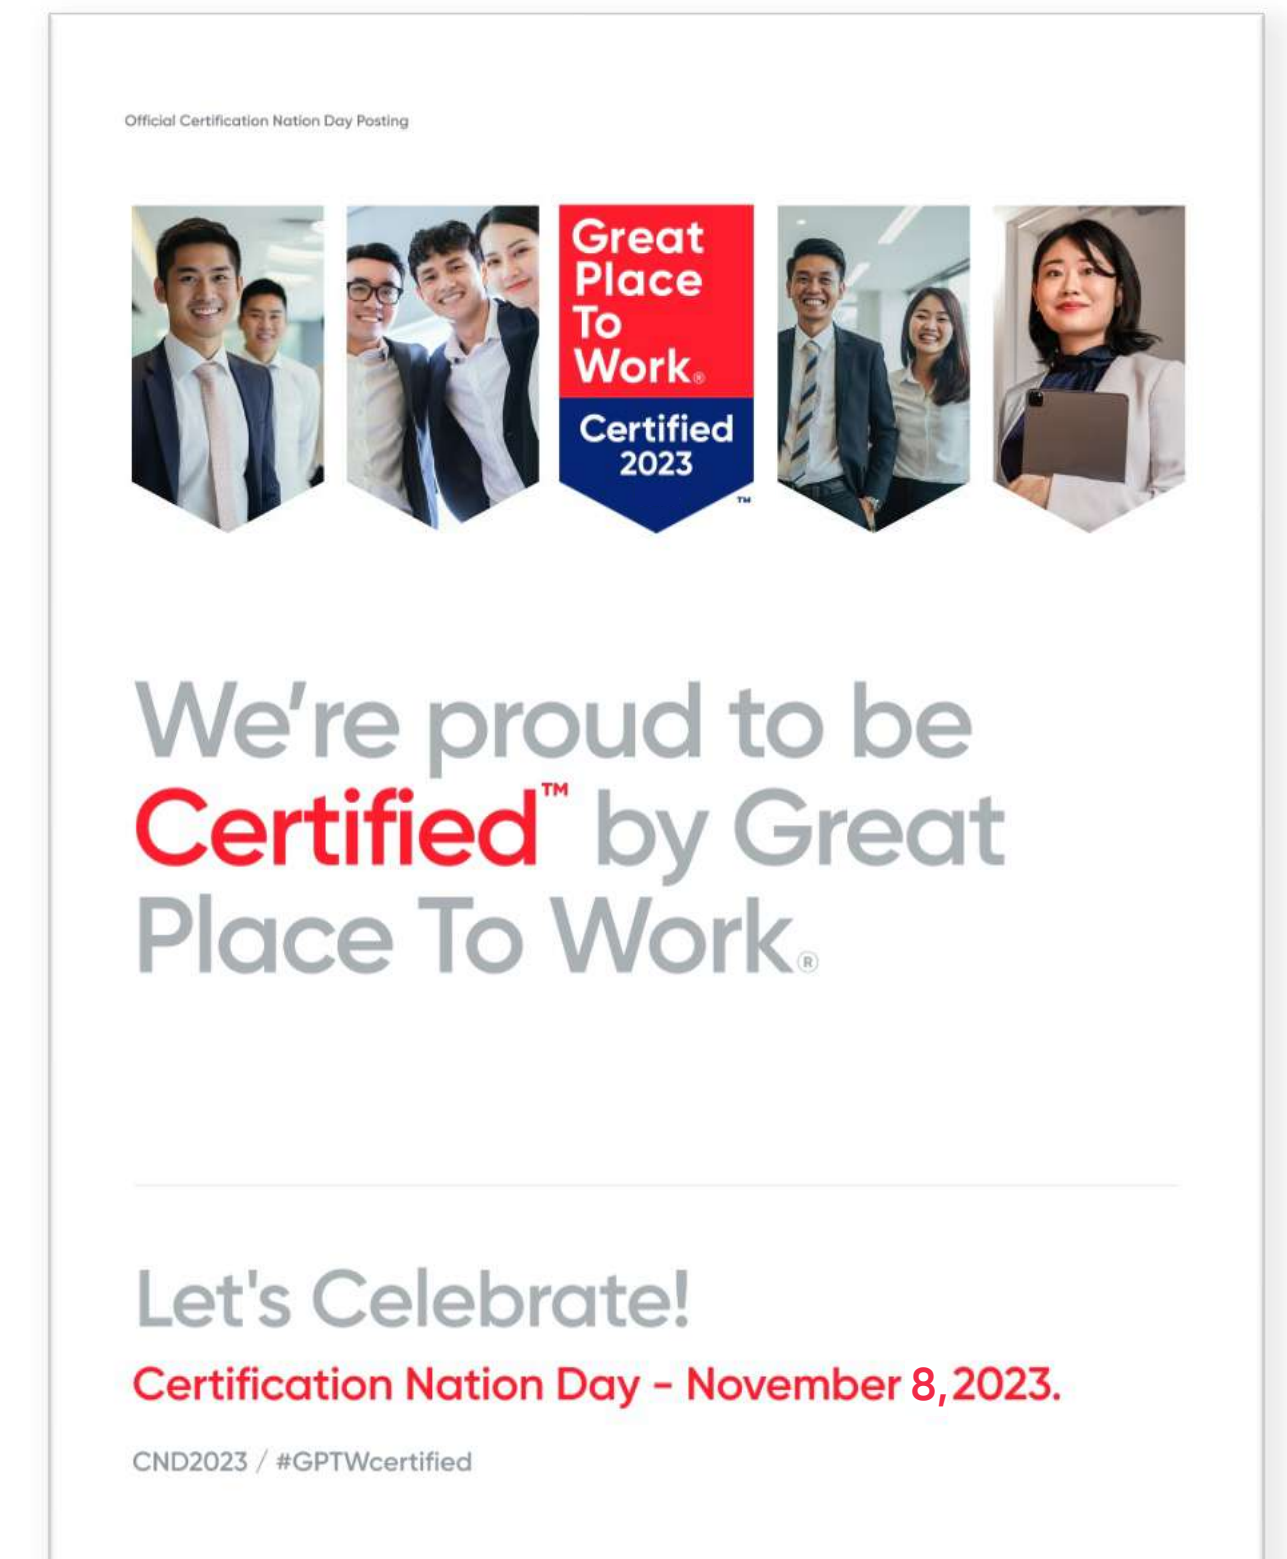 Official Certification Nation Day Posting
Great
Place
To
Work®
Certified
2023
™
We're proud to be
Certified™ by Great
Place To Work®
Let's Celebrate!
Certification Nation Day - November 8, 2023.
CND2023 / #GPTWcertified